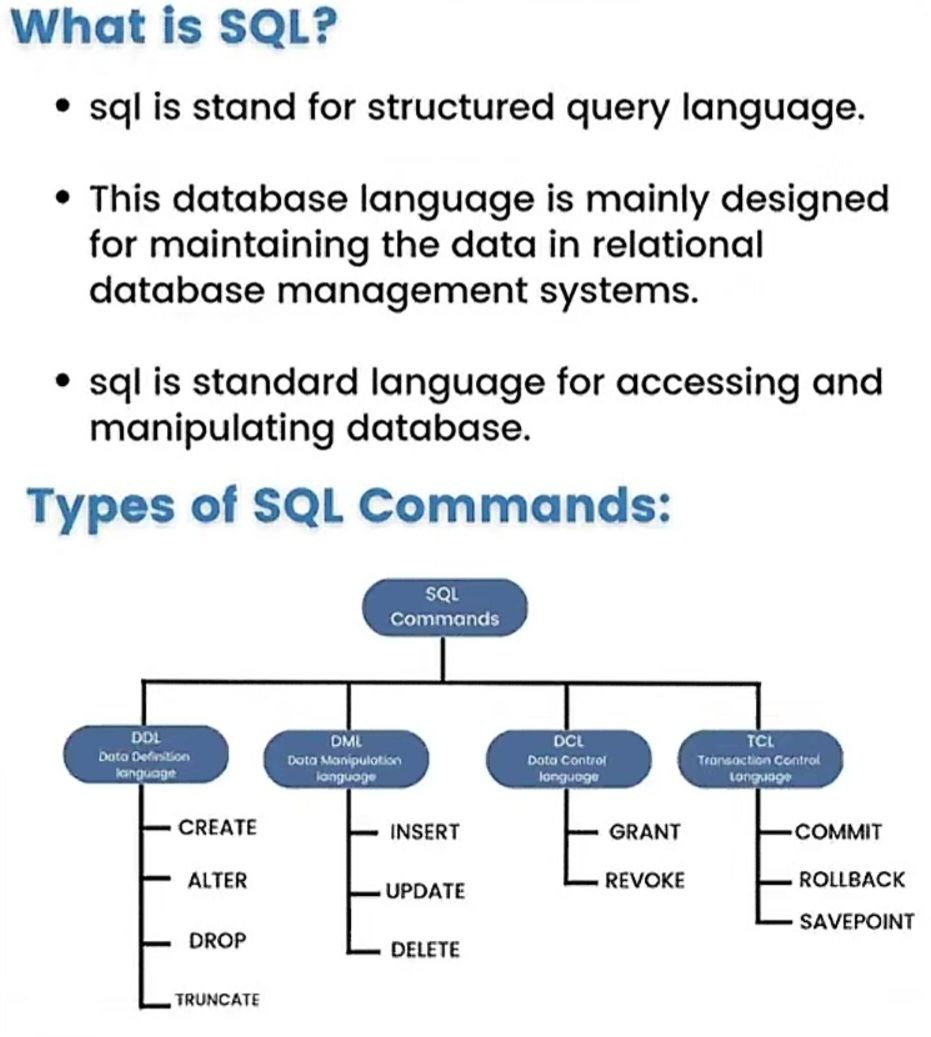 What is SQL?
• sql is stand for structured query language.
• This database language is mainly designed
for maintaining the data in relational
database management systems.
• sql is standard language for accessing and
manipulating database.
Types of SQL Commands:
SQL
Commands
DDL
Data Definition
language
CREATE
ALTER
DROP
TRUNCATE
DML
Data Manipulation
language
INSERT
UPDATE
DELETE
DCL
Data Control
language
GRANT
REVOKE
TCL
Transaction Control
Language
COMMIT
ROLLBACK
SAVEPOINT